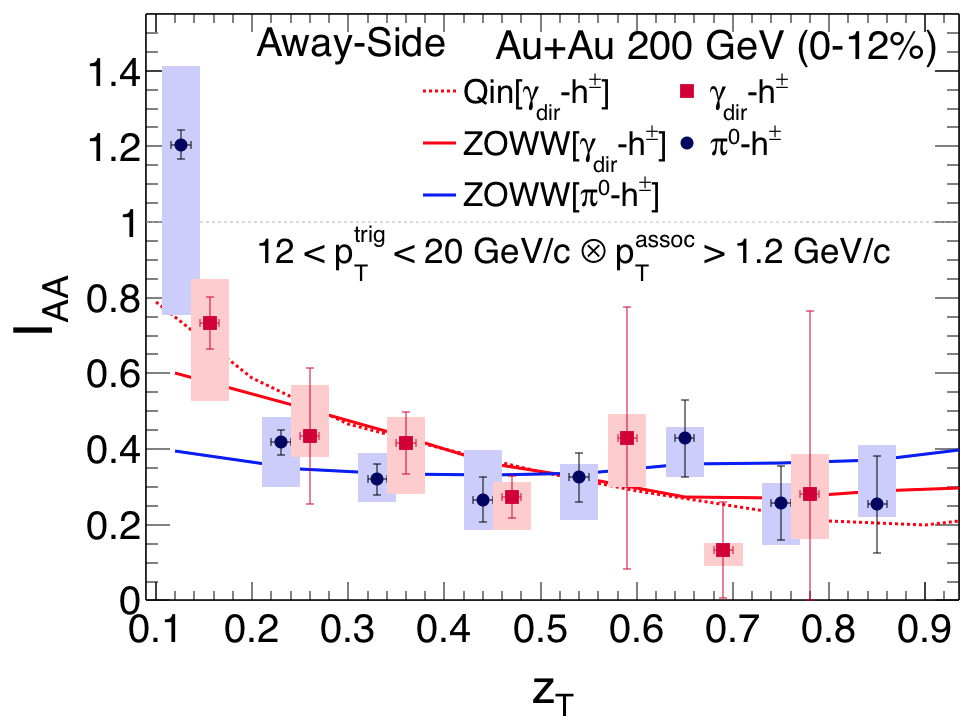 Away-Side Au+Au 200 GeV (0-12%)
Qin[γdir-h±] γdir-h±
ZOWW[γdir-h±] π0-h±
ZOWW[π0-h±]
12 < pTtrig < 20 GeV/c ⊗ pTassoc > 1.2 GeV/c
IAA
1.4
1.2
1
0.8
0.6
0.4
0.2
0
0.1 0.2 0.3 0.4 0.5 0.6 0.7 0.8 0.9
zT